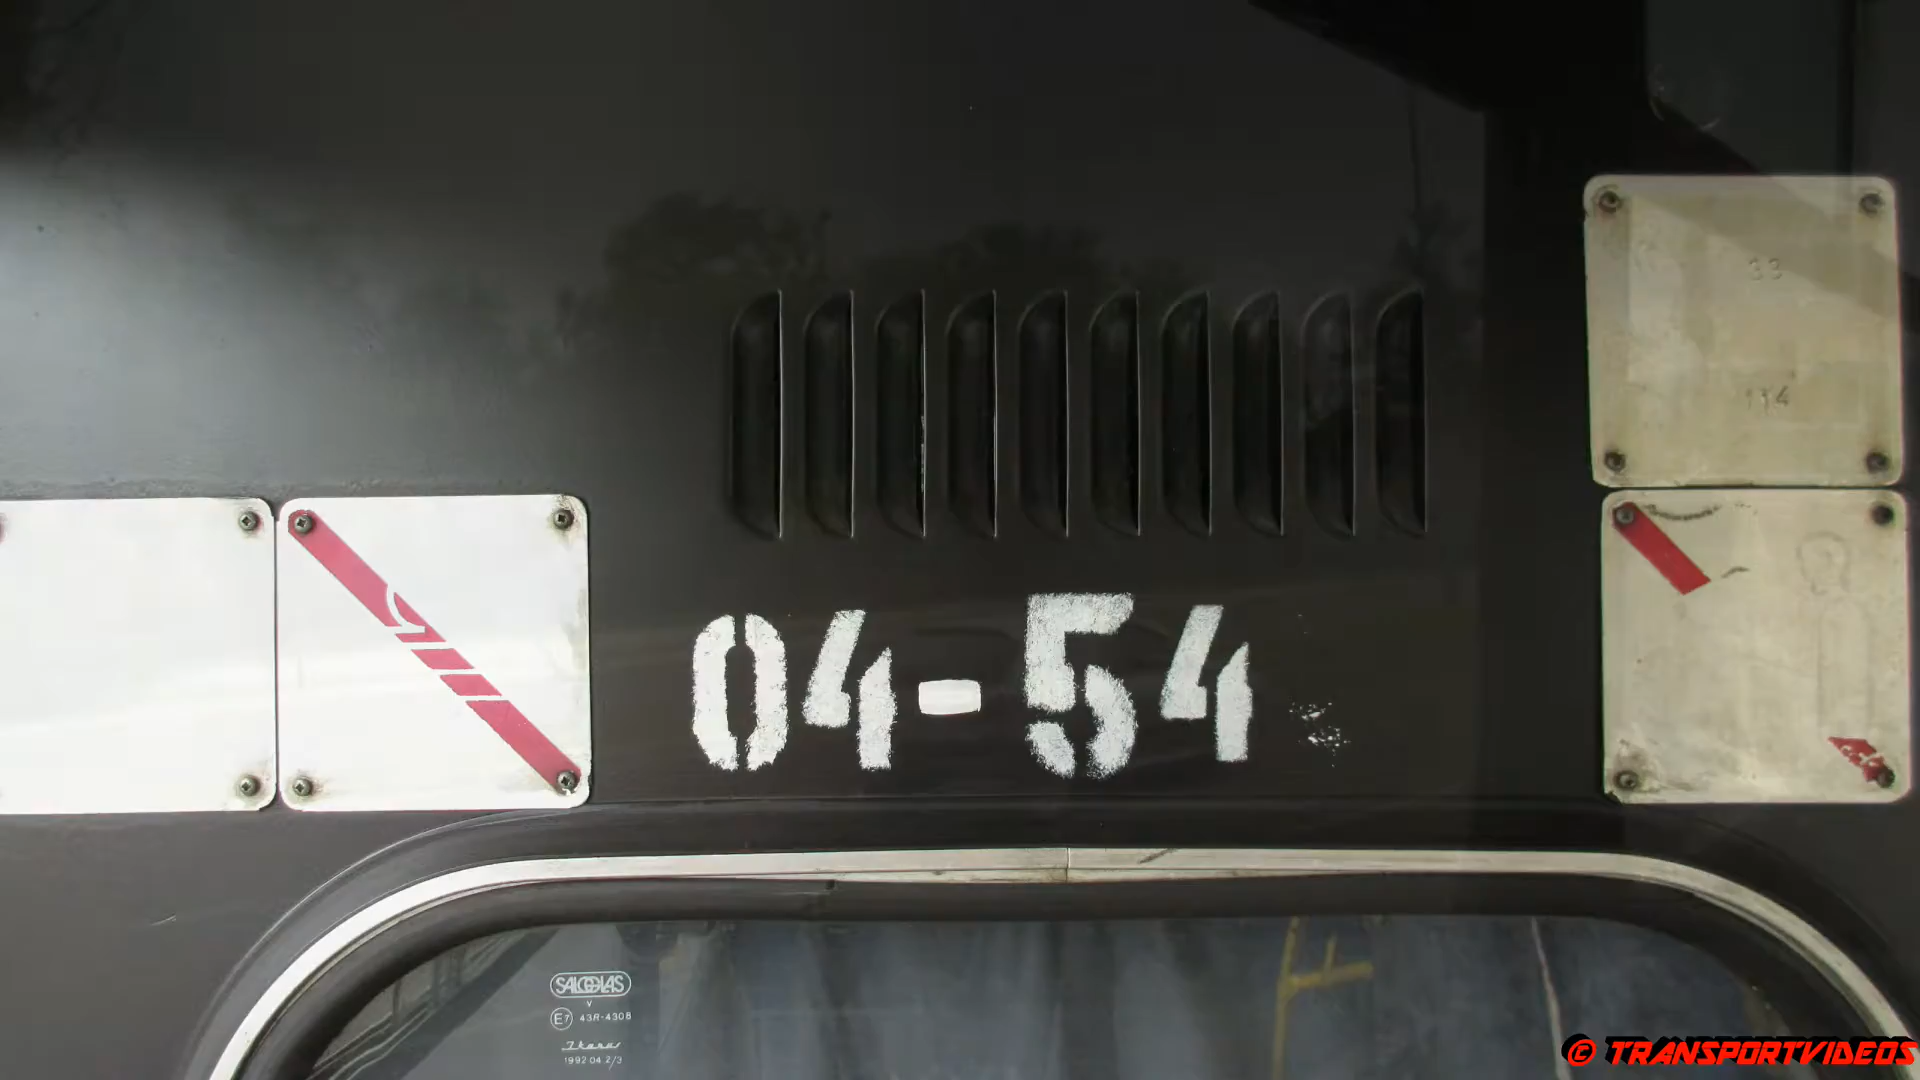 33
114
04-54
SALGGLAS
V
E7 43R-4308
Ikarus
1992 04 2/3
© TRANSPORTVIDEOS